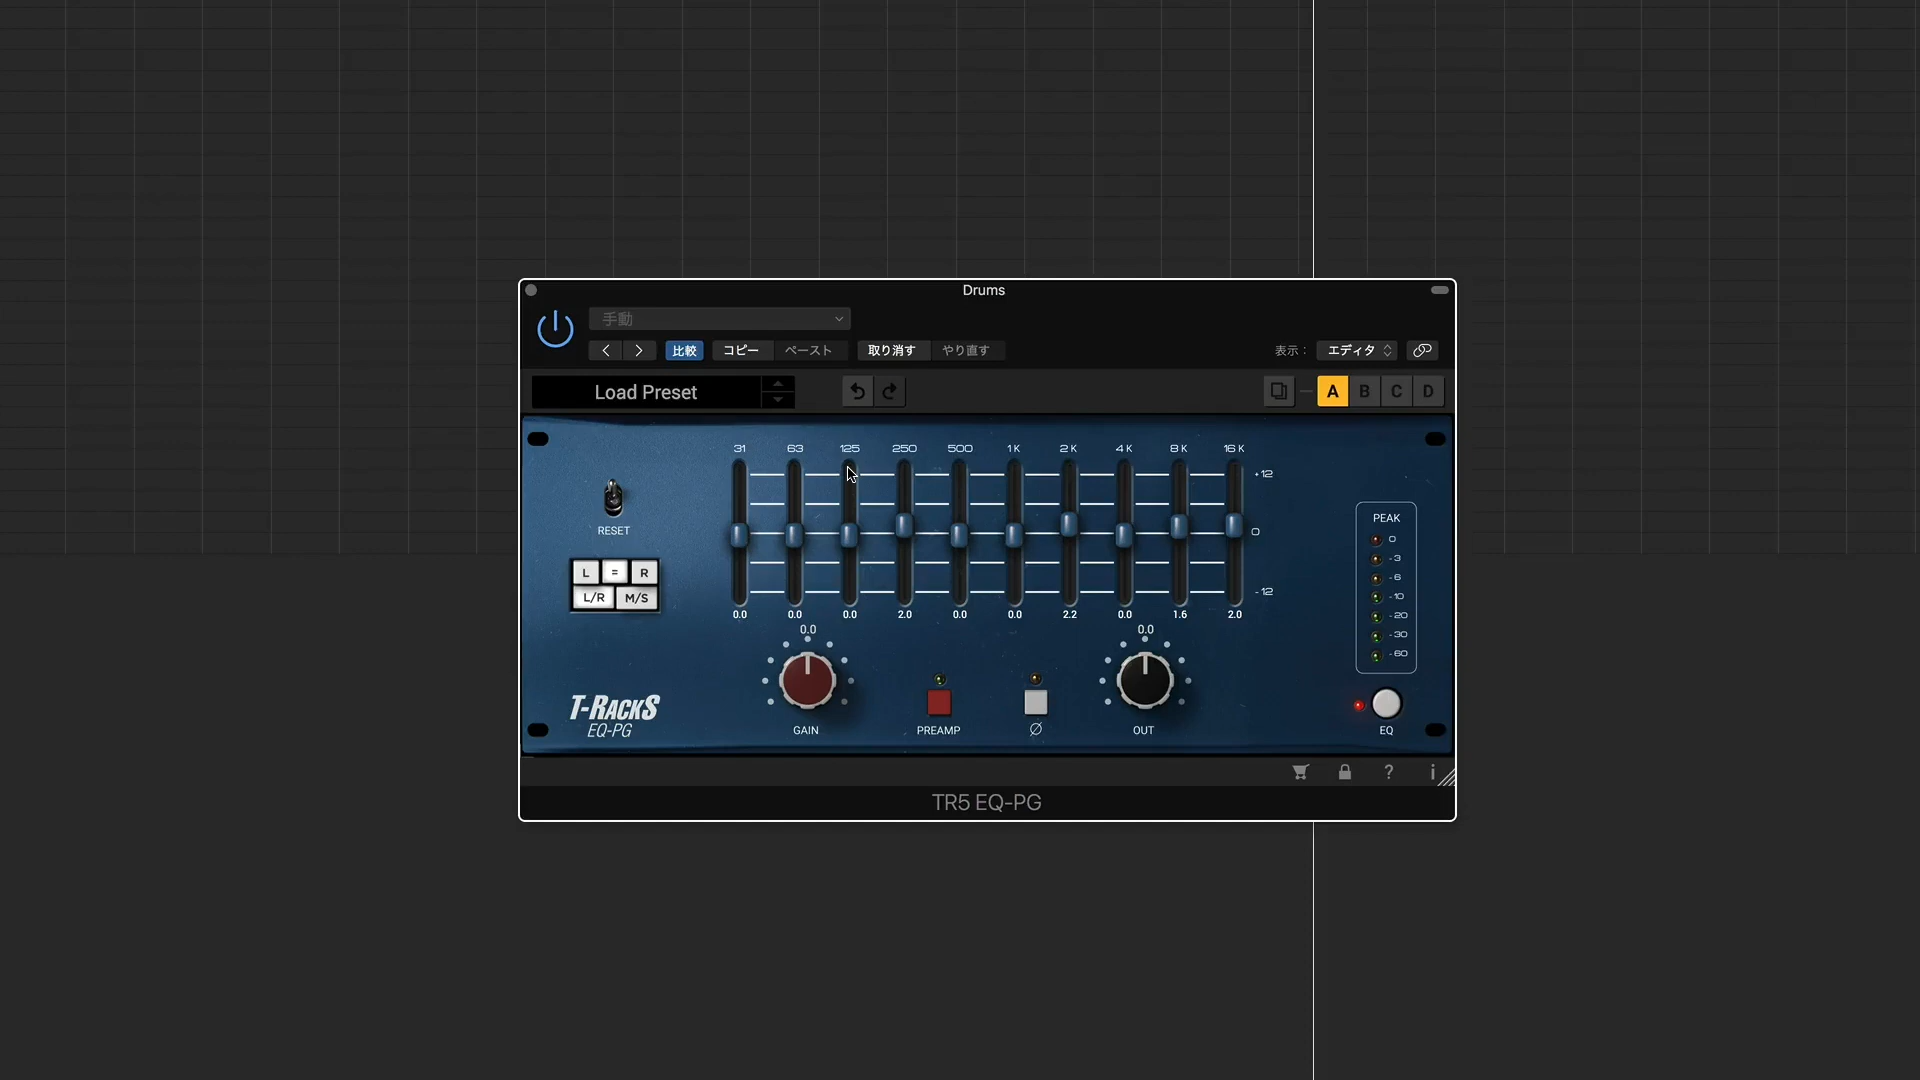 Drums
手動
比較 コピー ペースト 取り消す やり直す 表示： エディタ
Load Preset A B C D
31 63 125 250 500 1K 2K 4K 8K 16K
+12
0
-12
RESET
L = R
L/R M/S
0.0 0.0 0.0 2.0 0.0 0.0 2.2 0.0 1.6 2.0
0.0 0.0
PEAK
0
-3
-6
-10
-20
-30
-60
T-RackS
EQ-PG
GAIN PREAMP Ø OUT EQ
? i
TR5 EQ-PG